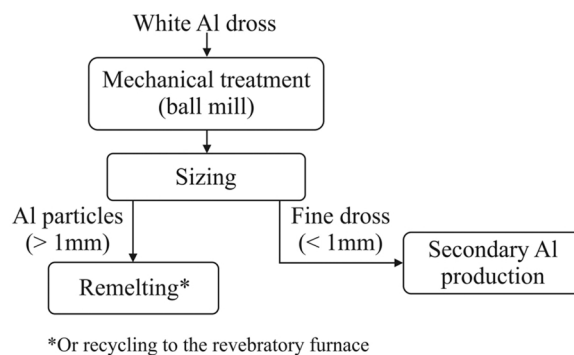 White Al dross
Mechanical treatment
(ball mill)
Sizing
Al particles
(> 1mm)
Fine dross
(< 1mm)
Secondary Al
production
Remelting*
*Or recycling to the revebratory furnace